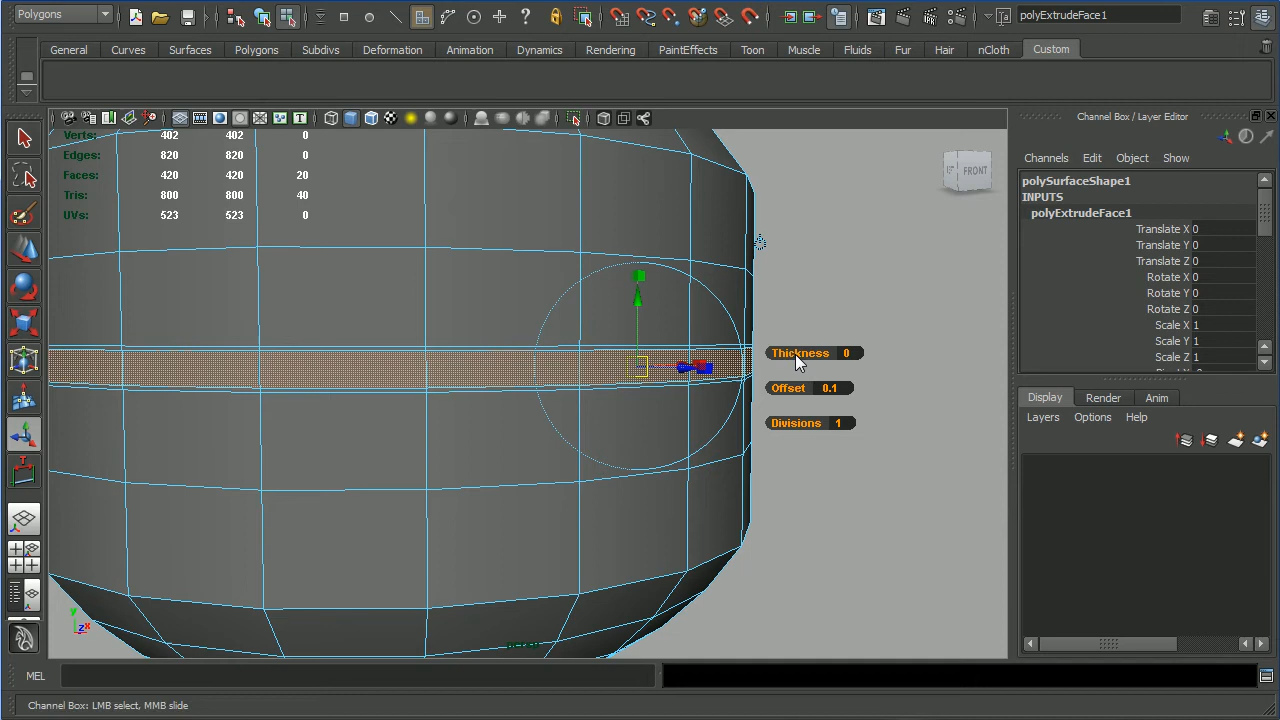 Polygons
polyExtrudeFace1
General Curves Surfaces Polygons Subdivs Deformation Animation Dynamics Rendering PaintEffects Toon Muscle Fluids Fur Hair nCloth Custom
Channel Box / Layer Editor
Verts: 402 402 0
Edges: 820 820 0
Faces: 420 420 20
Tris: 800 800 40
UVs: 523 523 0
FRONT
Channels Edit Object Show
polySurfaceShape1
INPUTS
polyExtrudeFace1
Translate X 0
Translate Y 0
Translate Z 0
Rotate X 0
Rotate Y 0
Rotate Z 0
Scale X 1
Scale Y 1
Scale Z 1
Thickness 0
Offset 0.1
Divisions 1
Display Render Anim
Layers Options Help
y
z x
persp
MEL
Channel Box: LMB select, MMB slide